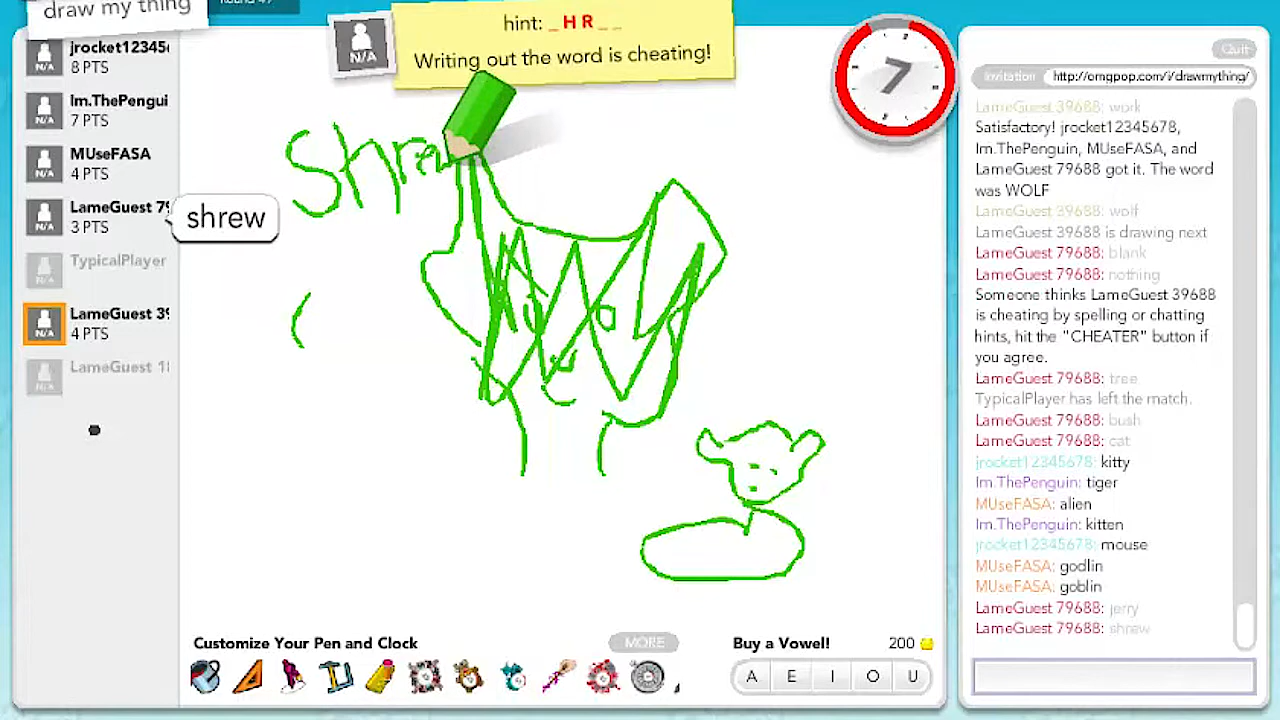 draw my thing
hint: _ H R _ _
Writing out the word is cheating!
7
N/A
jrocket12345
8 PTS
N/A
Im.ThePengui
7 PTS
N/A
MUseFASA
4 PTS
N/A
LameGuest 79
3 PTS
shrew
N/A
TypicalPlayer
N/A
LameGuest 39
4 PTS
N/A
LameGuest 1
N/A
Shre
Quit
Invitation http://omgpop.com/i/drawmything/
LameGuest 39688: work
Satisfactory! jrocket12345678,
Im.ThePenguin, MUseFASA, and
LameGuest 79688 got it. The word
was WOLF
LameGuest 39688: wolf
LameGuest 39688 is drawing next
LameGuest 79688: blank
LameGuest 79688: nothing
Someone thinks LameGuest 39688
is cheating by spelling or chatting
hints, hit the "CHEATER" button if
you agree.
LameGuest 79688: tree
TypicalPlayer has left the match.
LameGuest 79688: bush
LameGuest 79688: cat
jrocket12345678: kitty
Im.ThePenguin: tiger
MUseFASA: alien
Im.ThePenguin: kitten
jrocket12345678: mouse
MUseFASA: godlin
MUseFASA: goblin
LameGuest 79688: jerry
LameGuest 79688: shrew
Customize Your Pen and Clock MORE
Buy a Vowel! 200
A E I O U